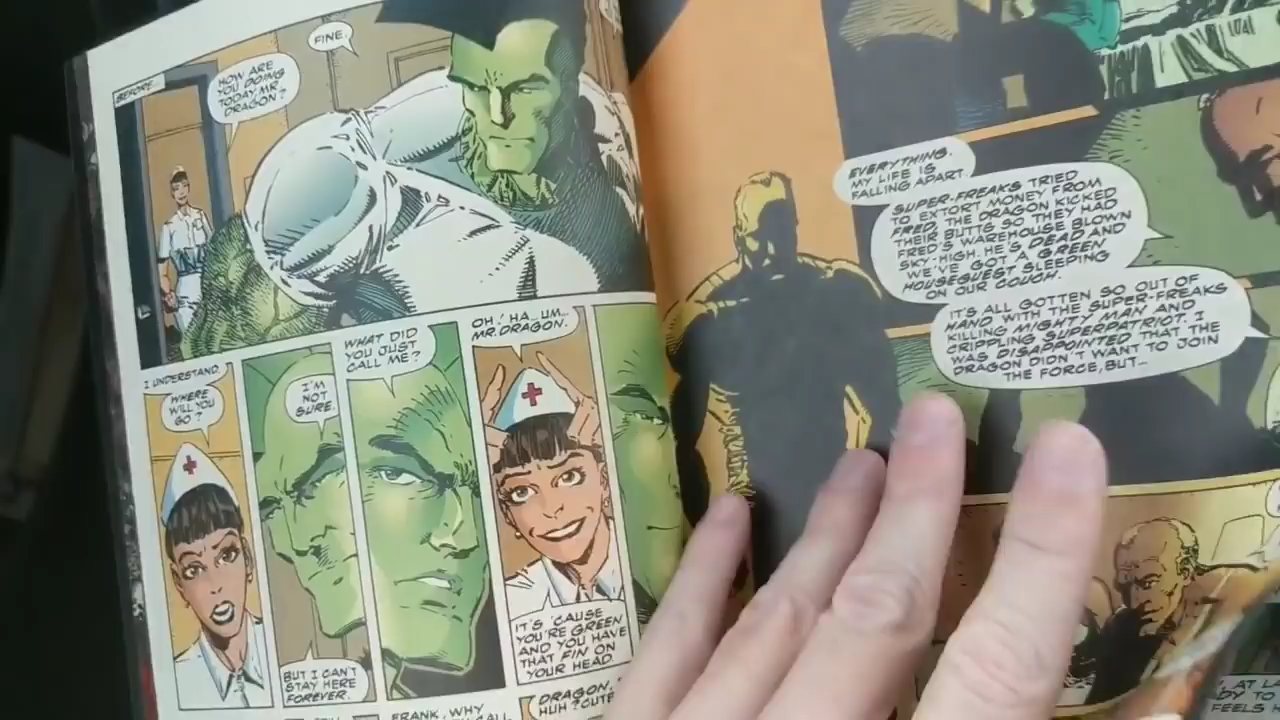 BEFORE...
HOW ARE
YOU DOING
TODAY, MR.
DRAGON?
FINE.
I UNDERSTAND.
WHERE
WILL YOU
GO?
I'M
NOT
SURE.
BUT I CAN'T
STAY HERE
FOREVER.
WHAT DID
YOU JUST
CALL ME?
OH! HA... UM...
MR. DRAGON.
IT'S 'CAUSE
YOU'RE GREEN
AND YOU HAVE
THAT FIN ON
YOUR HEAD.
FRANK, WHY
DRAGON,
HUH? CUTE
EVERYTHING.
MY LIFE IS
FALLING APART.
SUPER-FREAKS TRIED
TO EXTORT MONEY FROM
FRED. THE DRAGON KICKED
THEIR BUTTS SO THEY HAD
FRED'S WAREHOUSE BLOWN
SKY-HIGH. HE'S DEAD AND
WE'VE GOT A GREEN
HOUSEGUEST SLEEPING
ON OUR COUCH.
IT'S ALL GOTTEN SO OUT OF
HAND WITH THE SUPER-FREAKS
KILLING MIGHTY MAN AND
CRIPPLING SUPERPATRIOT. I
WAS DISAPPOINTED THAT THE
DRAGON DIDN'T WANT TO JOIN
THE FORCE, BUT...
AT LA
DY TO
FEELS H